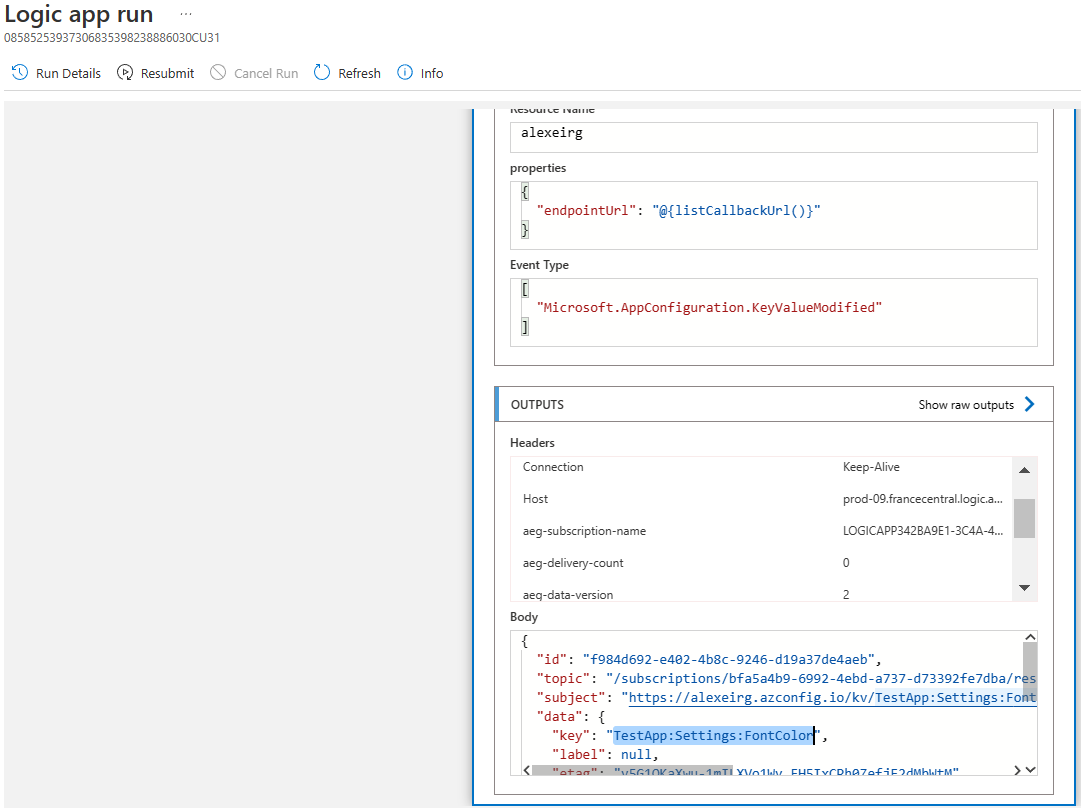 Logic app run ...
08585253937306835398238886030CU31
Run Details Resubmit Cancel Run Refresh Info
Resource Name
alexeirg
properties
{
"endpointUrl": "@{listCallbackUrl()}"
}
Event Type
[
"Microsoft.AppConfiguration.KeyValueModified"
]
OUTPUTS Show raw outputs
Headers
Connection Keep-Alive
Host prod-09.francecentral.logic.a...
aeg-subscription-name LOGICAPP342BA9E1-3C4A-4...
aeg-delivery-count 0
aeg-data-version 2
Body
{
"id": "f984d692-e402-4b8c-9246-d19a37de4aeb",
"topic": "/subscriptions/bfa5a4b9-6992-4ebd-a737-d73392fe7dba/res
"subject": "https://alexeirg.azconfig.io/kv/TestApp:Settings:Font
"data": {
"key": "TestApp:Settings:FontColor",
"label": null,
"etag":